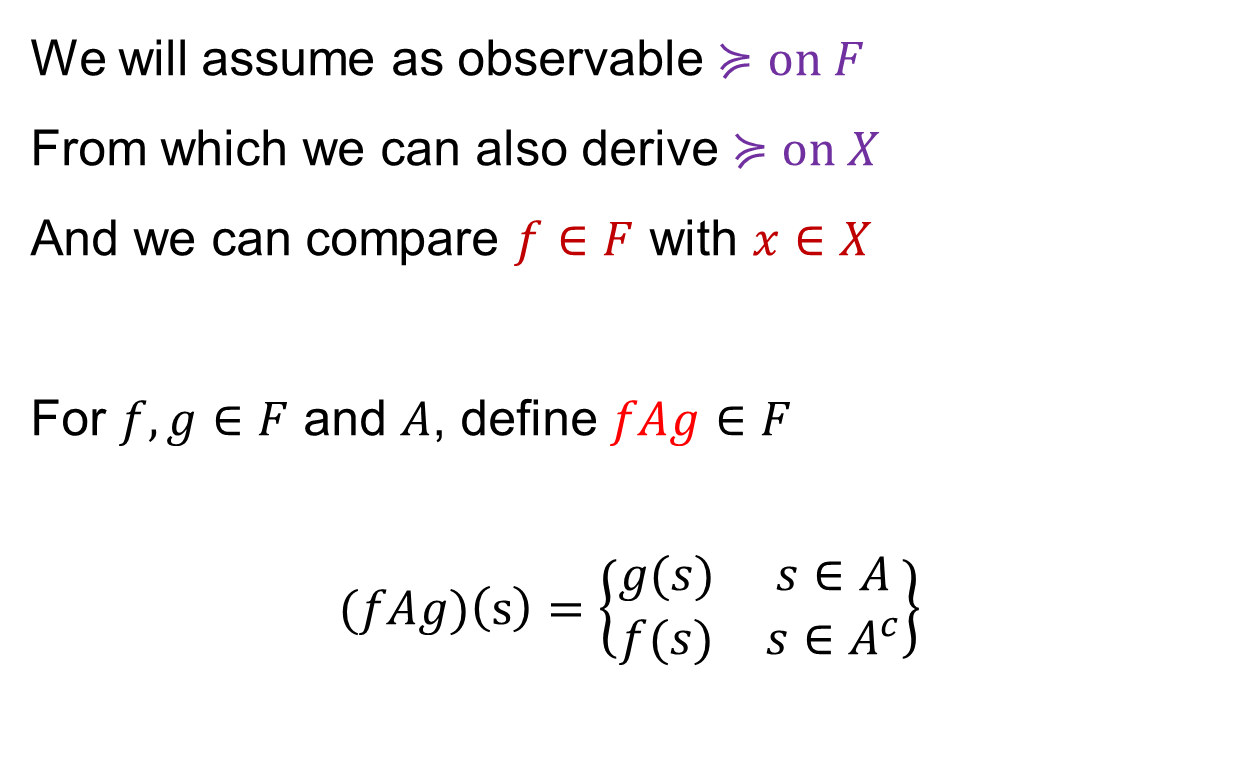 We will assume as observable ≽ on F
From which we can also derive ≽ on X
And we can compare f ∈ F with x ∈ X
For f, g ∈ F and A, define fAg ∈ F
(fAg)(s) = {g(s) s ∈ A
f(s) s ∈ Aᶜ}